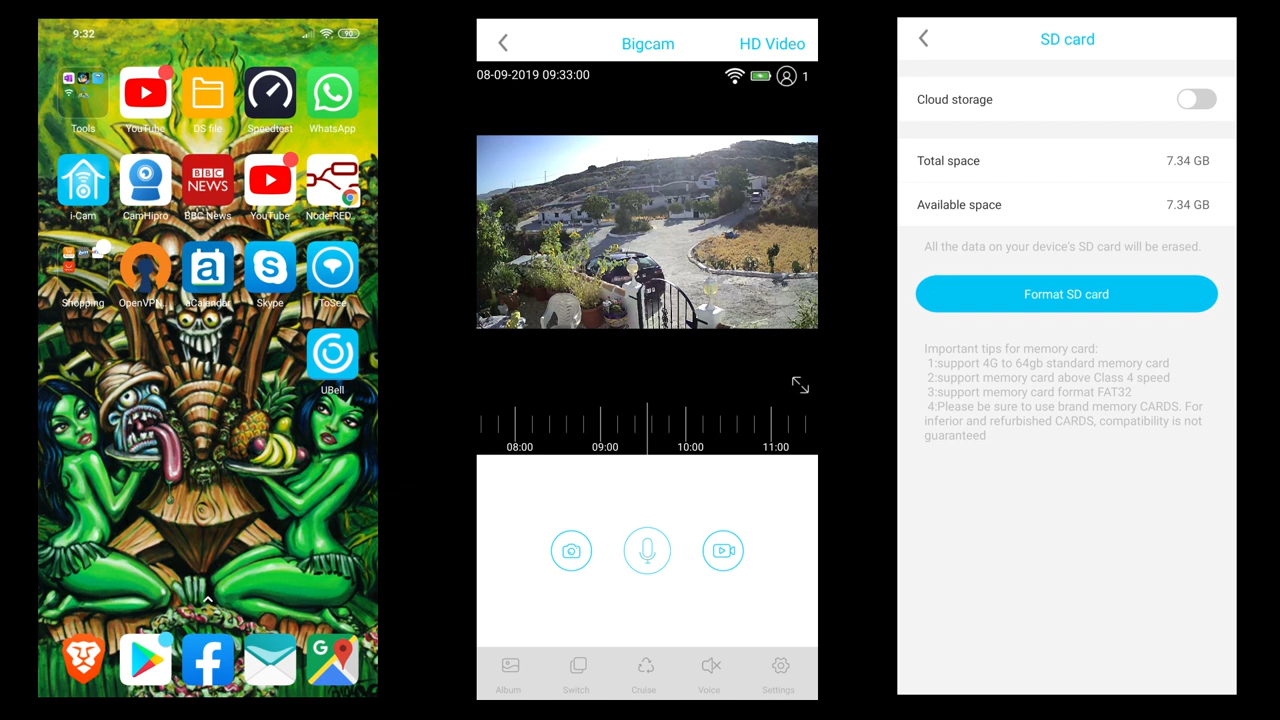 9:32
90
Tools
YouTube
DS file
Speedtest
WhatsApp
BBC
NEWS
i-Cam
CamHipro
BBC News
YouTube
Node RED..
a
S
Shopping
OpenVPN...
aCalendar
Skype
ToSee
UBell
G
Bigcam
HD Video
08-09-2019 09:33:00
1
08:00
09:00
10:00
11:00
Album
Switch
Cruise
Voice
Settings
SD card
Cloud storage
Total space
7.34 GB
Available space
7.34 GB
All the data on your device's SD card will be erased.
Format SD card
Important tips for memory card:
1:support 4G to 64gb standard memory card
2:support memory card above Class 4 speed
3:support memory card format FAT32
4:Please be sure to use brand memory CARDS. For
inferior and refurbished CARDS, compatibility is not
guaranteed